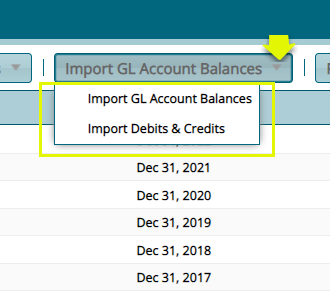 Import GL Account Balances
Import GL Account Balances
Import Debits & Credits
Dec 31, 2021
Dec 31, 2020
Dec 31, 2019
Dec 31, 2018
Dec 31, 2017